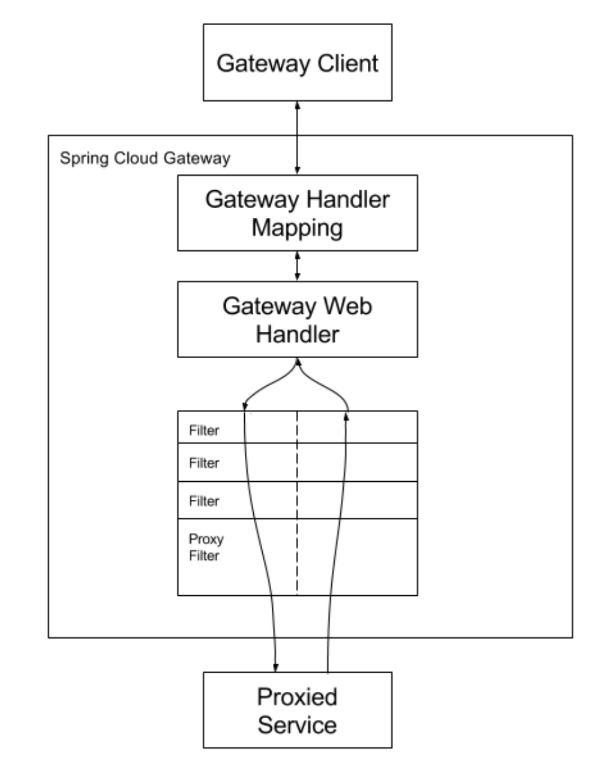 Gateway Client
Spring Cloud Gateway
Gateway Handler
Mapping
Gateway Web
Handler
Filter
Filter
Filter
Proxy
Filter
Proxied
Service